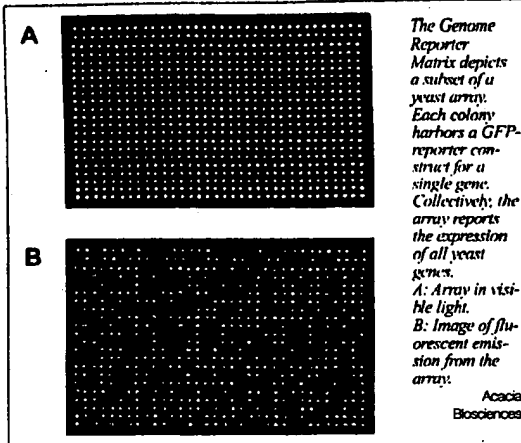 A
B
The Genome
Reporter
Matrix depicts
a subset of a
yeast array.
Each colony
harbors a GFP-
reporter con-
struct for a
single gene.
Collectively, the
array reports
the expression
of all yeast
genes.
A: Array in visi-
ble light.
B: Image of flu-
orescent emis-
sion from the
array.
Acacia
Biosciences